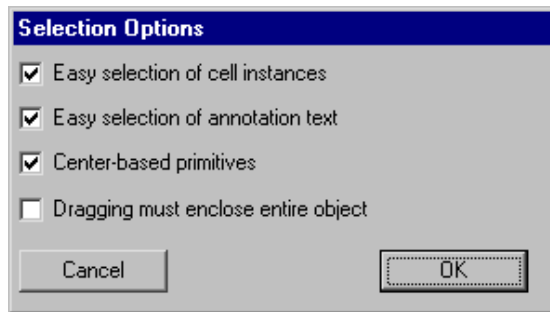 Selection Options
Easy selection of cell instances
Easy selection of annotation text
Center-based primitives
Dragging must enclose entire object
Cancel OK